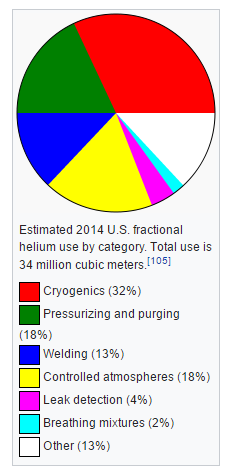 Estimated 2014 U.S. fractional
helium use by category. Total use is
34 million cubic meters.[105]
Cryogenics (32%)
Pressurizing and purging
(18%)
Welding (13%)
Controlled atmospheres (18%)
Leak detection (4%)
Breathing mixtures (2%)
Other (13%)